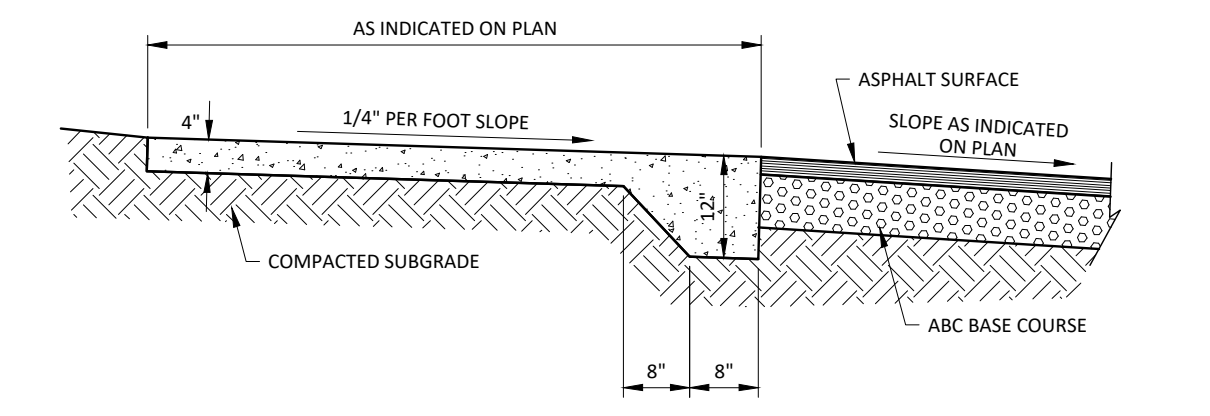 AS INDICATED ON PLAN
ASPHALT SURFACE
4"
1/4" PER FOOT SLOPE
SLOPE AS INDICATED
ON PLAN
12"
COMPACTED SUBGRADE
ABC BASE COURSE
8"
8"